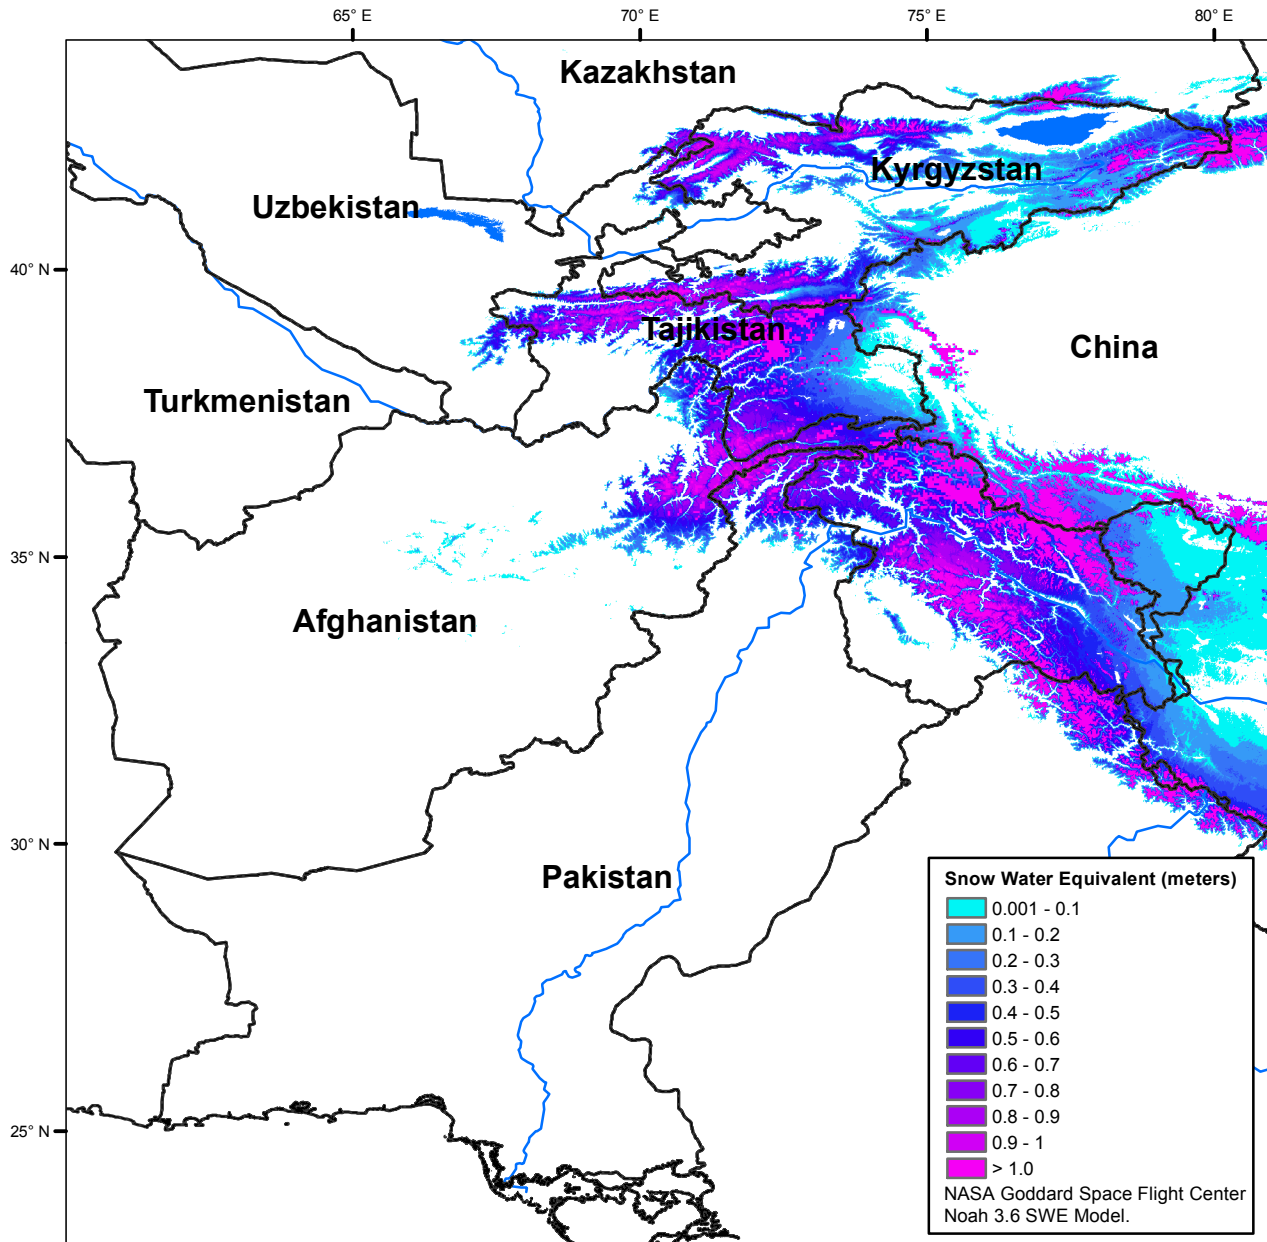 65° E
70° E
75° E
80° E
Kazakhstan
Kyrgyzstan
Uzbekistan
40° N
Tajikistan
China
Turkmenistan
35° N
Afghanistan
30° N
Pakistan
25° N
Snow Water Equivalent (meters)
0.001 - 0.1
0.1 - 0.2
0.2 - 0.3
0.3 - 0.4
0.4 - 0.5
0.5 - 0.6
0.6 - 0.7
0.7 - 0.8
0.8 - 0.9
0.9 - 1
> 1.0
NASA Goddard Space Flight Center
Noah 3.6 SWE Model.